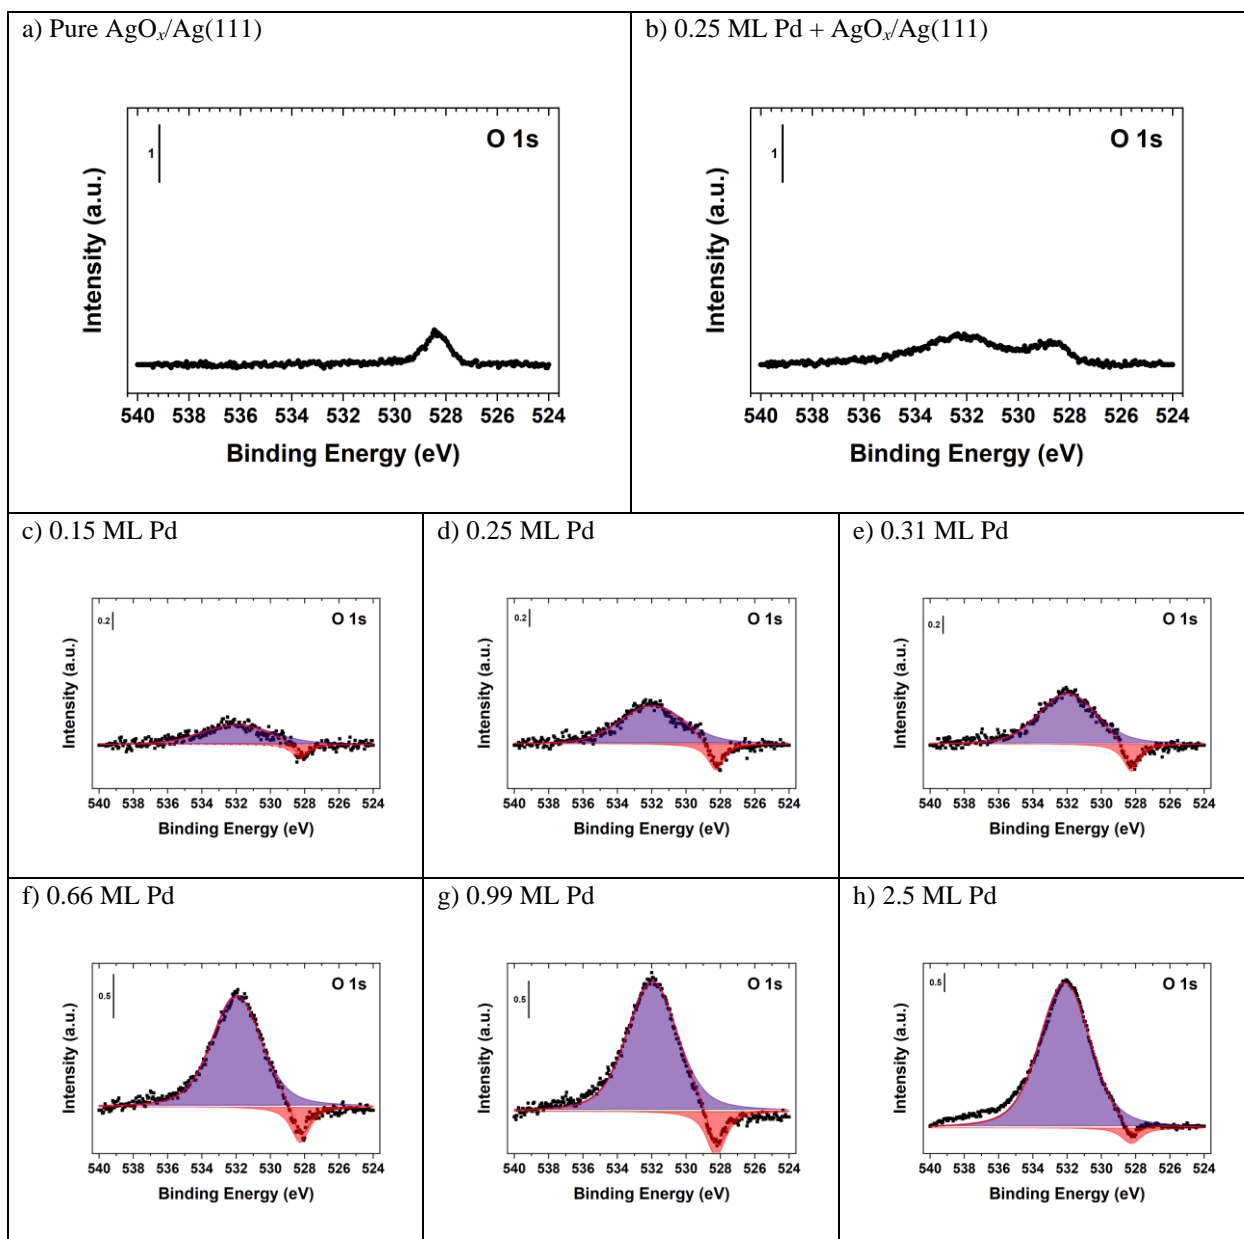 a) Pure AgOx/Ag(111)
O 1s
1
Intensity (a.u.)
540 538 536 534 532 530 528 526 524
Binding Energy (eV)
b) 0.25 ML Pd + AgOx/Ag(111)
O 1s
1
Intensity (a.u.)
540 538 536 534 532 530 528 526 524
Binding Energy (eV)
c) 0.15 ML Pd
O 1s
0.2
Intensity (a.u.)
540 538 536 534 532 530 528 526 524
Binding Energy (eV)
d) 0.25 ML Pd
O 1s
0.2
Intensity (a.u.)
540 538 536 534 532 530 528 526 524
Binding Energy (eV)
e) 0.31 ML Pd
O 1s
0.2
Intensity (a.u.)
540 538 536 534 532 530 528 526 524
Binding Energy (eV)
f) 0.66 ML Pd
O 1s
0.5
Intensity (a.u.)
540 538 536 534 532 530 528 526 524
Binding Energy (eV)
g) 0.99 ML Pd
O 1s
0.5
Intensity (a.u.)
540 538 536 534 532 530 528 526 524
Binding Energy (eV)
h) 2.5 ML Pd
O 1s
0.5
Intensity (a.u.)
540 538 536 534 532 530 528 526 524
Binding Energy (eV)